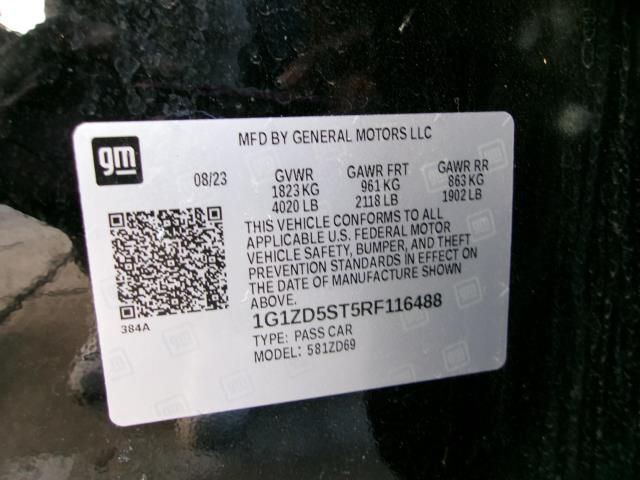 gm
MFD BY GENERAL MOTORS LLC
08/23 GVWR GAWR FRT GAWR RR
1823 KG 961 KG 863 KG
4020 LB 2118 LB 1902 LB
THIS VEHICLE CONFORMS TO ALL
APPLICABLE U.S. FEDERAL MOTOR
VEHICLE SAFETY, BUMPER, AND THEFT
PREVENTION STANDARDS IN EFFECT ON
THE DATE OF MANUFACTURE SHOWN
ABOVE.
384A
1G1ZD5ST5RF116488
TYPE: PASS CAR
MODEL: 581ZD69